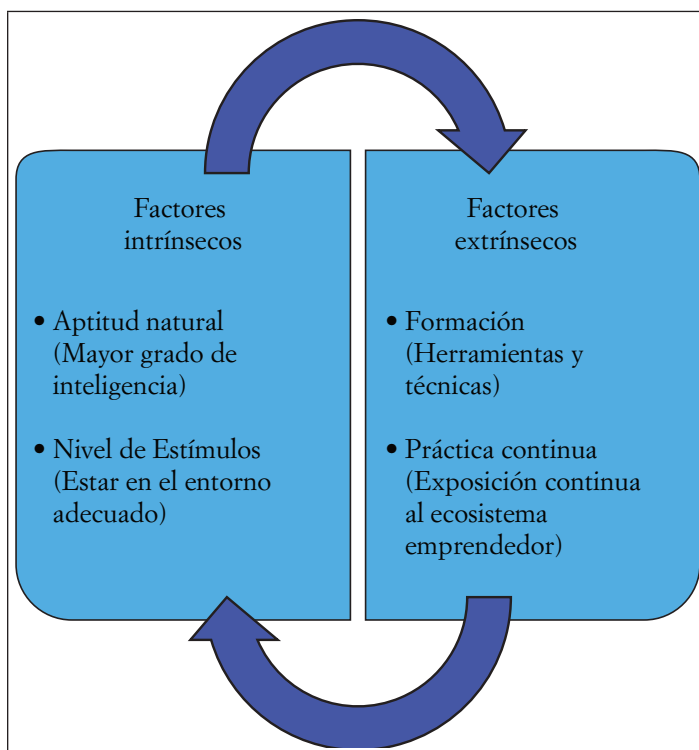 Factores
intrínsecos
• Aptitud natural
(Mayor grado de
inteligencia)
• Nivel de Estímulos
(Estar en el entorno
adecuado)
Factores
extrínsecos
• Formación
(Herramientas y
técnicas)
• Práctica continua
(Exposición continua
al ecosistema
emprendedor)